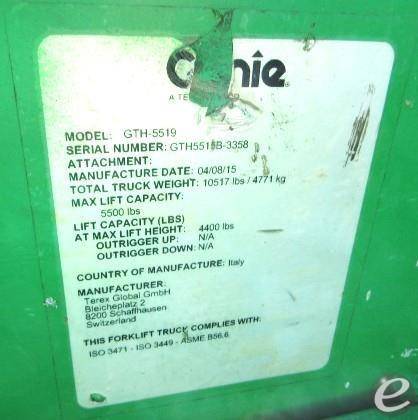 A TE
MODEL: GTH-5519
SERIAL NUMBER: GTH5519B-3358
ATTACHMENT:
MANUFACTURE DATE: 04/08/15
TOTAL TRUCK WEIGHT: 10517 lbs / 4771 kg
MAX LIFT CAPACITY:
5500 lbs
LIFT CAPACITY (LBS)
AT MAX LIFT HEIGHT: 4400 lbs
OUTRIGGER UP: N/A
OUTRIGGER DOWN: N/A
COUNTRY OF MANUFACTURE: Italy
MANUFACTURER:
Terex Global GmbH
Bleicheplatz 2
8200 Schaffhausen
Switzerland
THIS FORKLIFT TRUCK COMPLIES WITH:
ISO 3471 - ISO 3449 - ASME B56.6
e